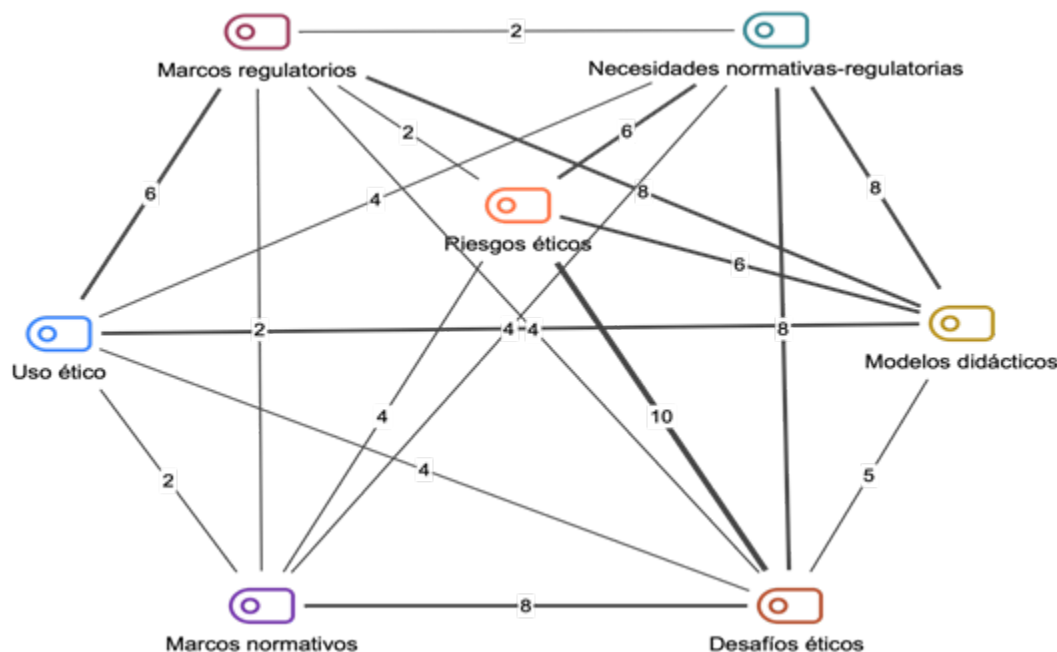 2
Marcos regulatorios
Necesidades normativas-regulatorias
2
6
6
4
8
8
Riesgos éticos
6
2
4
4
8
Uso ético
Modelos didácticos
4
10
4
5
2
8
Marcos normativos
Desafíos éticos